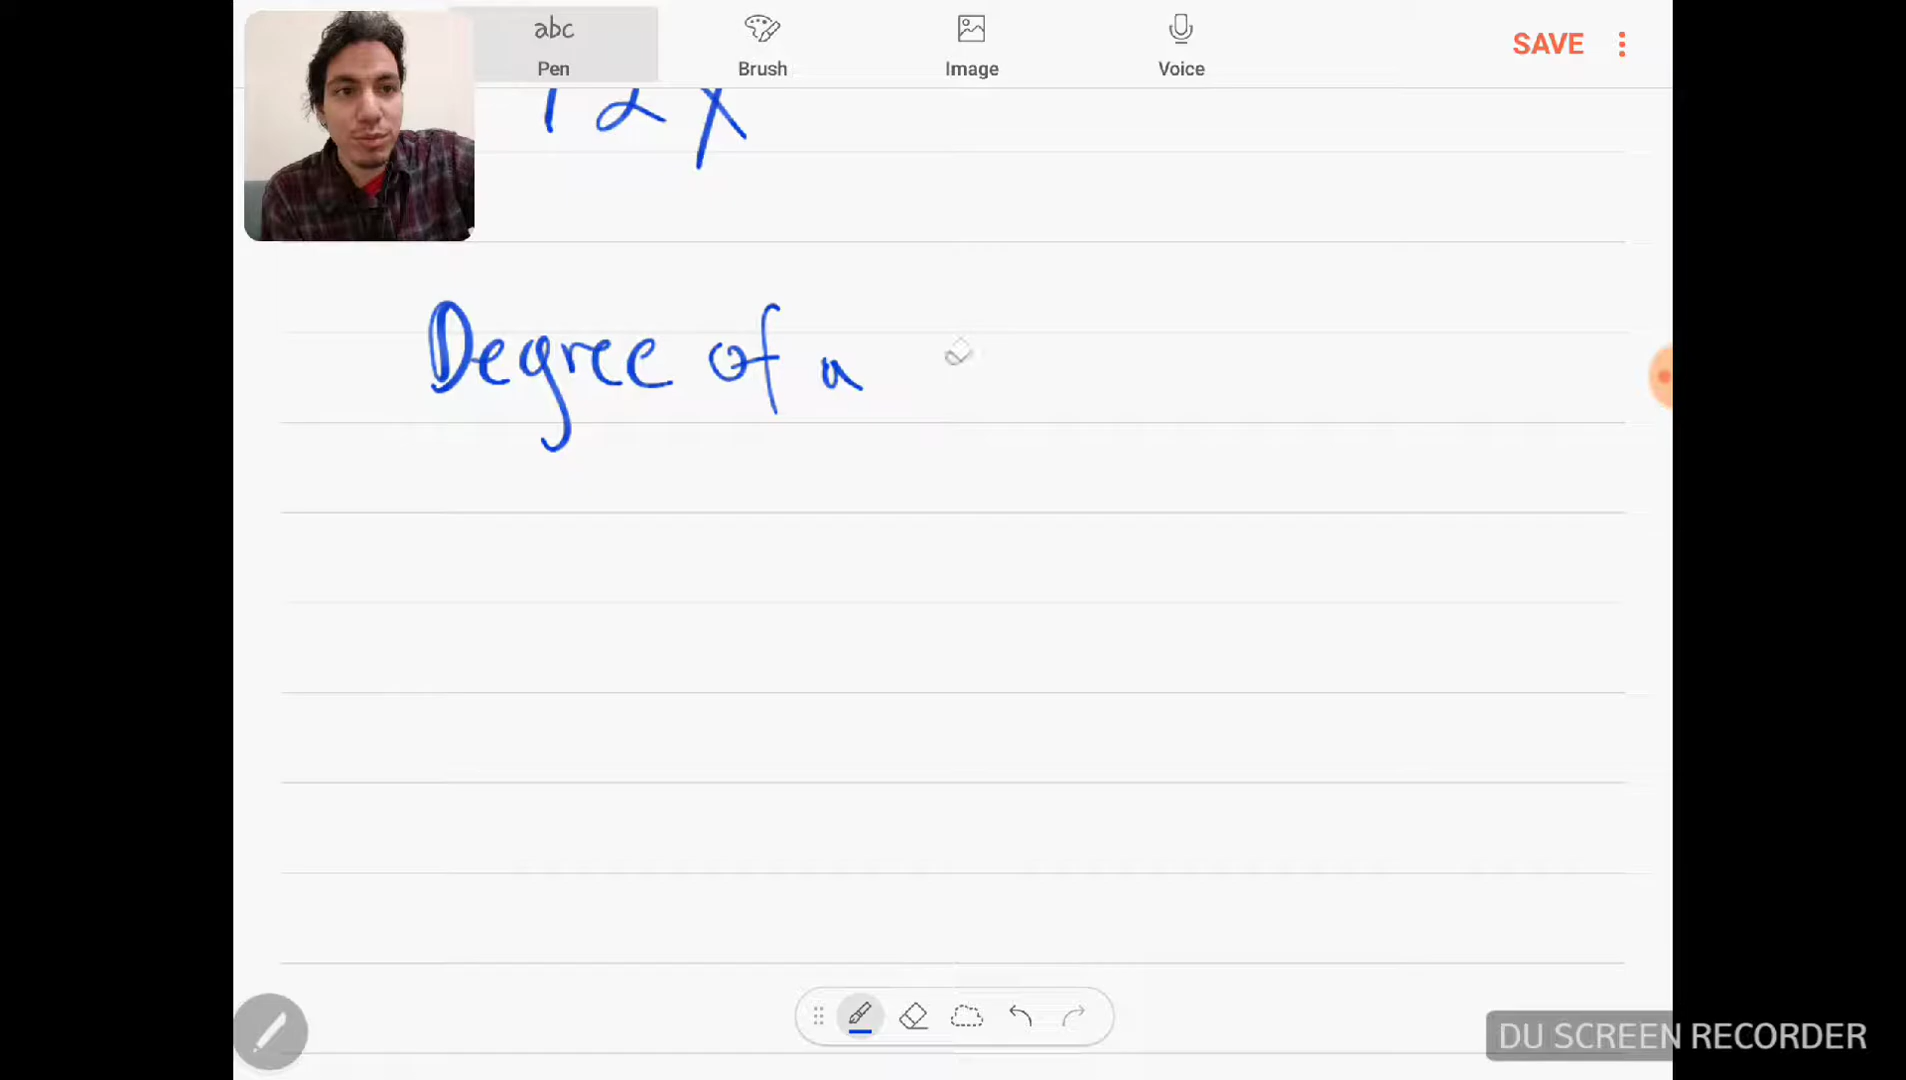 abc
Pen
Brush
Image
Voice
SAVE
Degree of a
DU SCREEN RECORDER